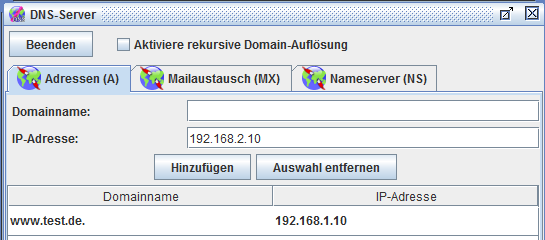 DNS-Server
Beenden
Aktiviere rekursive Domain-Auflösung
Adressen (A) Mailaustausch (MX) Nameserver (NS)
Domainname:
IP-Adresse: 192.168.2.10
Hinzufügen Auswahl entfernen
Domainname IP-Adresse
www.test.de. 192.168.1.10